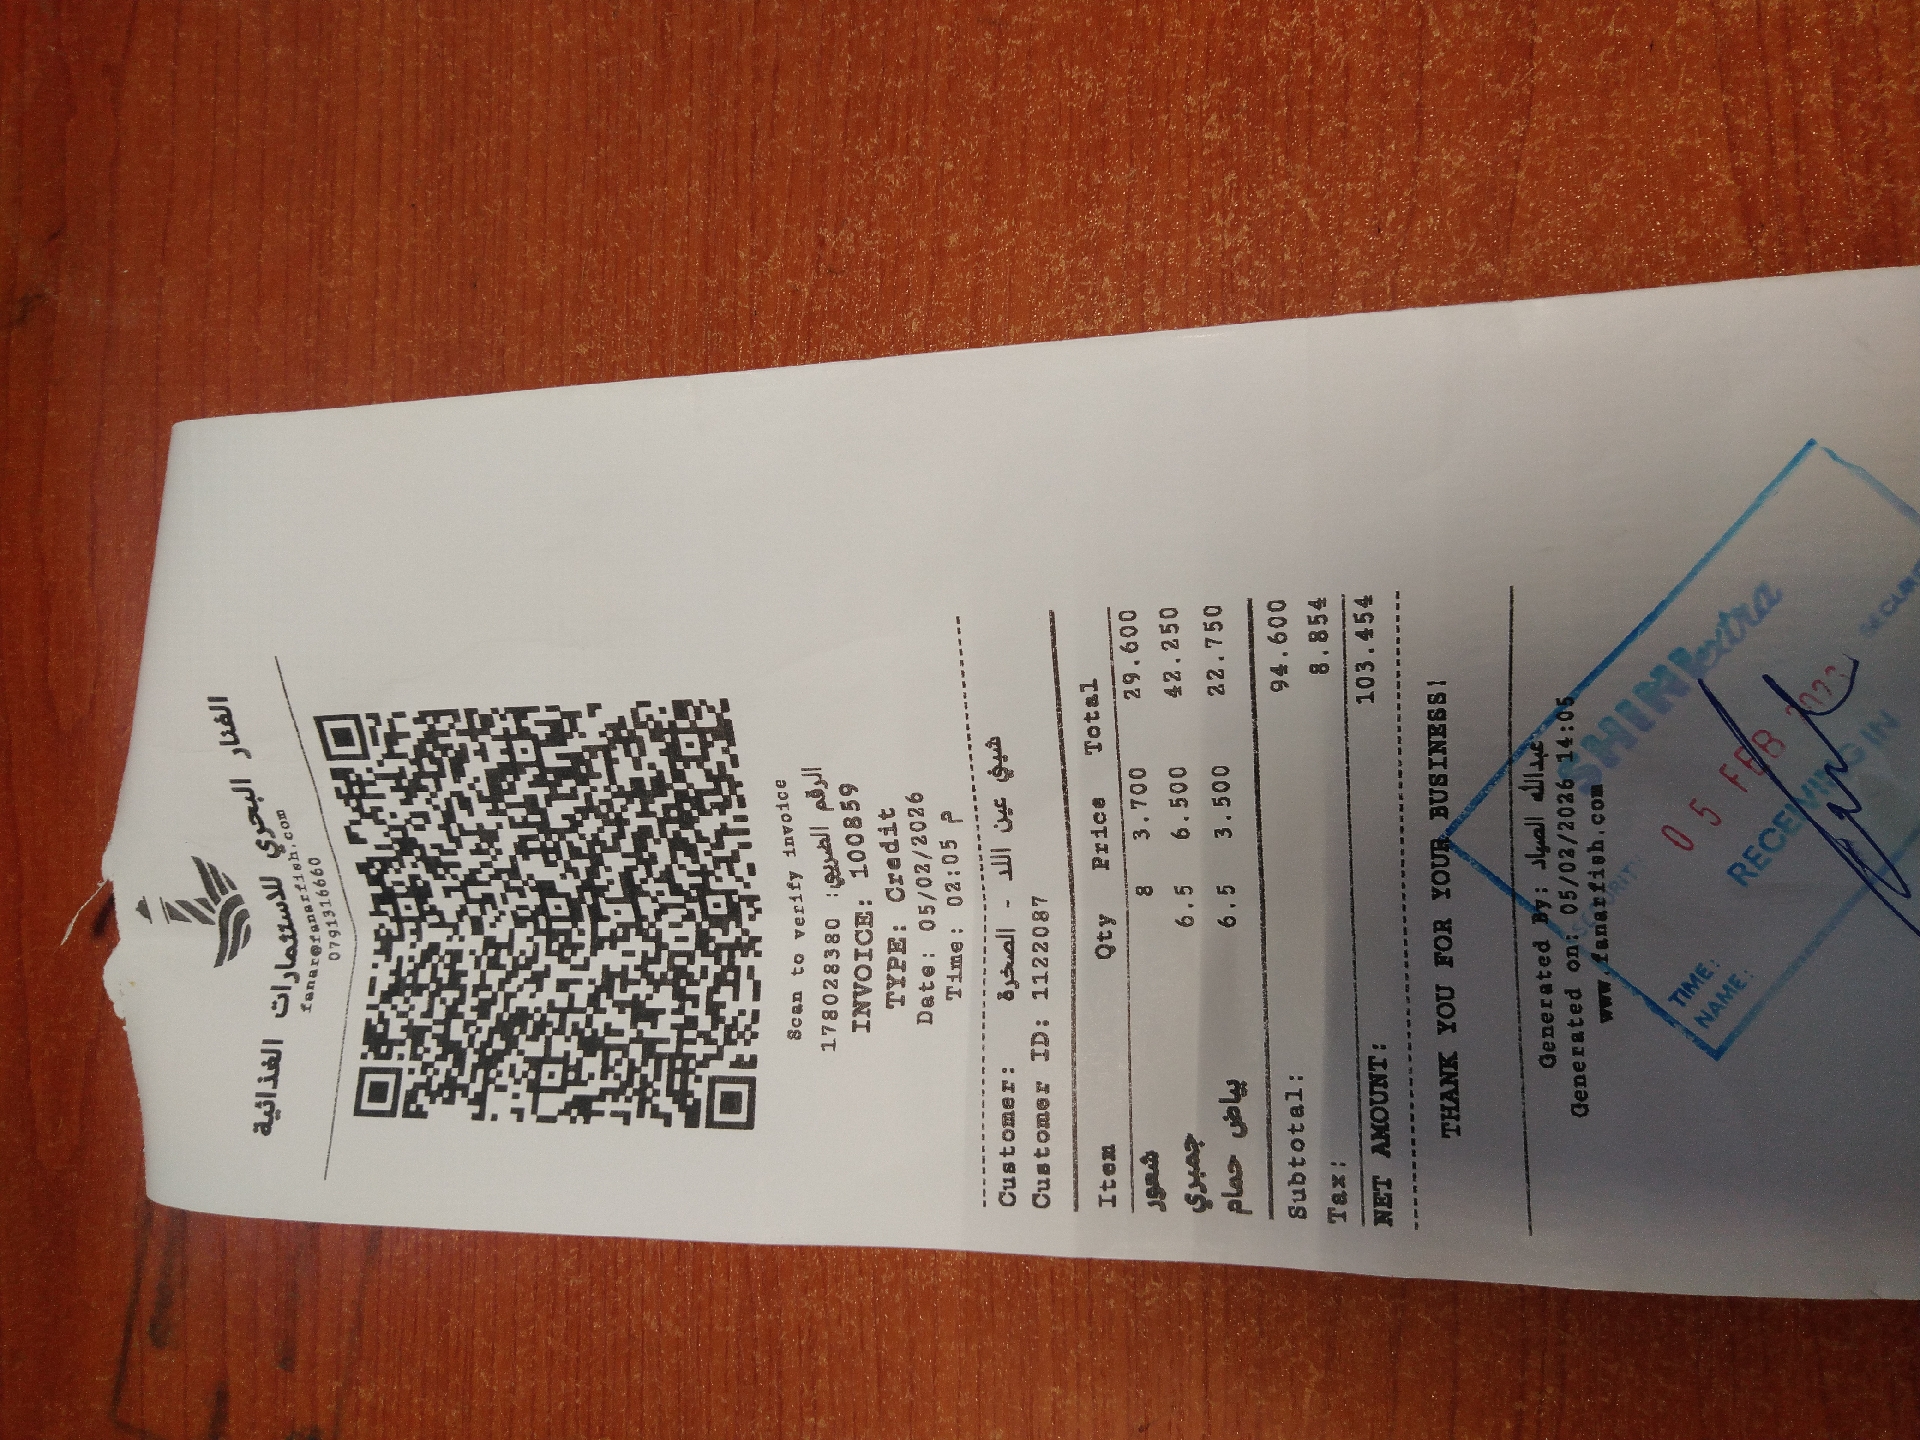 الفنار البحري للاستثمارات الغذائية
fanar@fanarfish.com
0791316660
Scan to verify invoice
الرقم الضريبي: 178028380
INVOICE: 100859
TYPE: Credit
Date: 05/02/2026
Time: 02:05 م
Customer: شيني عين اللد - الصخرة
Customer ID: 1122087
Item Qty Price Total
شعور 8 3.700 29.600
جمبري 6.5 6.500 42.250
بياض حمام 6.5 3.500 22.750
Subtotal: 94.600
Tax: 8.854
NET AMOUNT: 103.454
THANK YOU FOR YOUR BUSINESS!
Generated By: عبدالله الصياد
Generated on: 05/02/2026 14:05
www.fanarfish.com
SHINI extra
05 FEB
RECEIVING IN
TIME:
NAME: